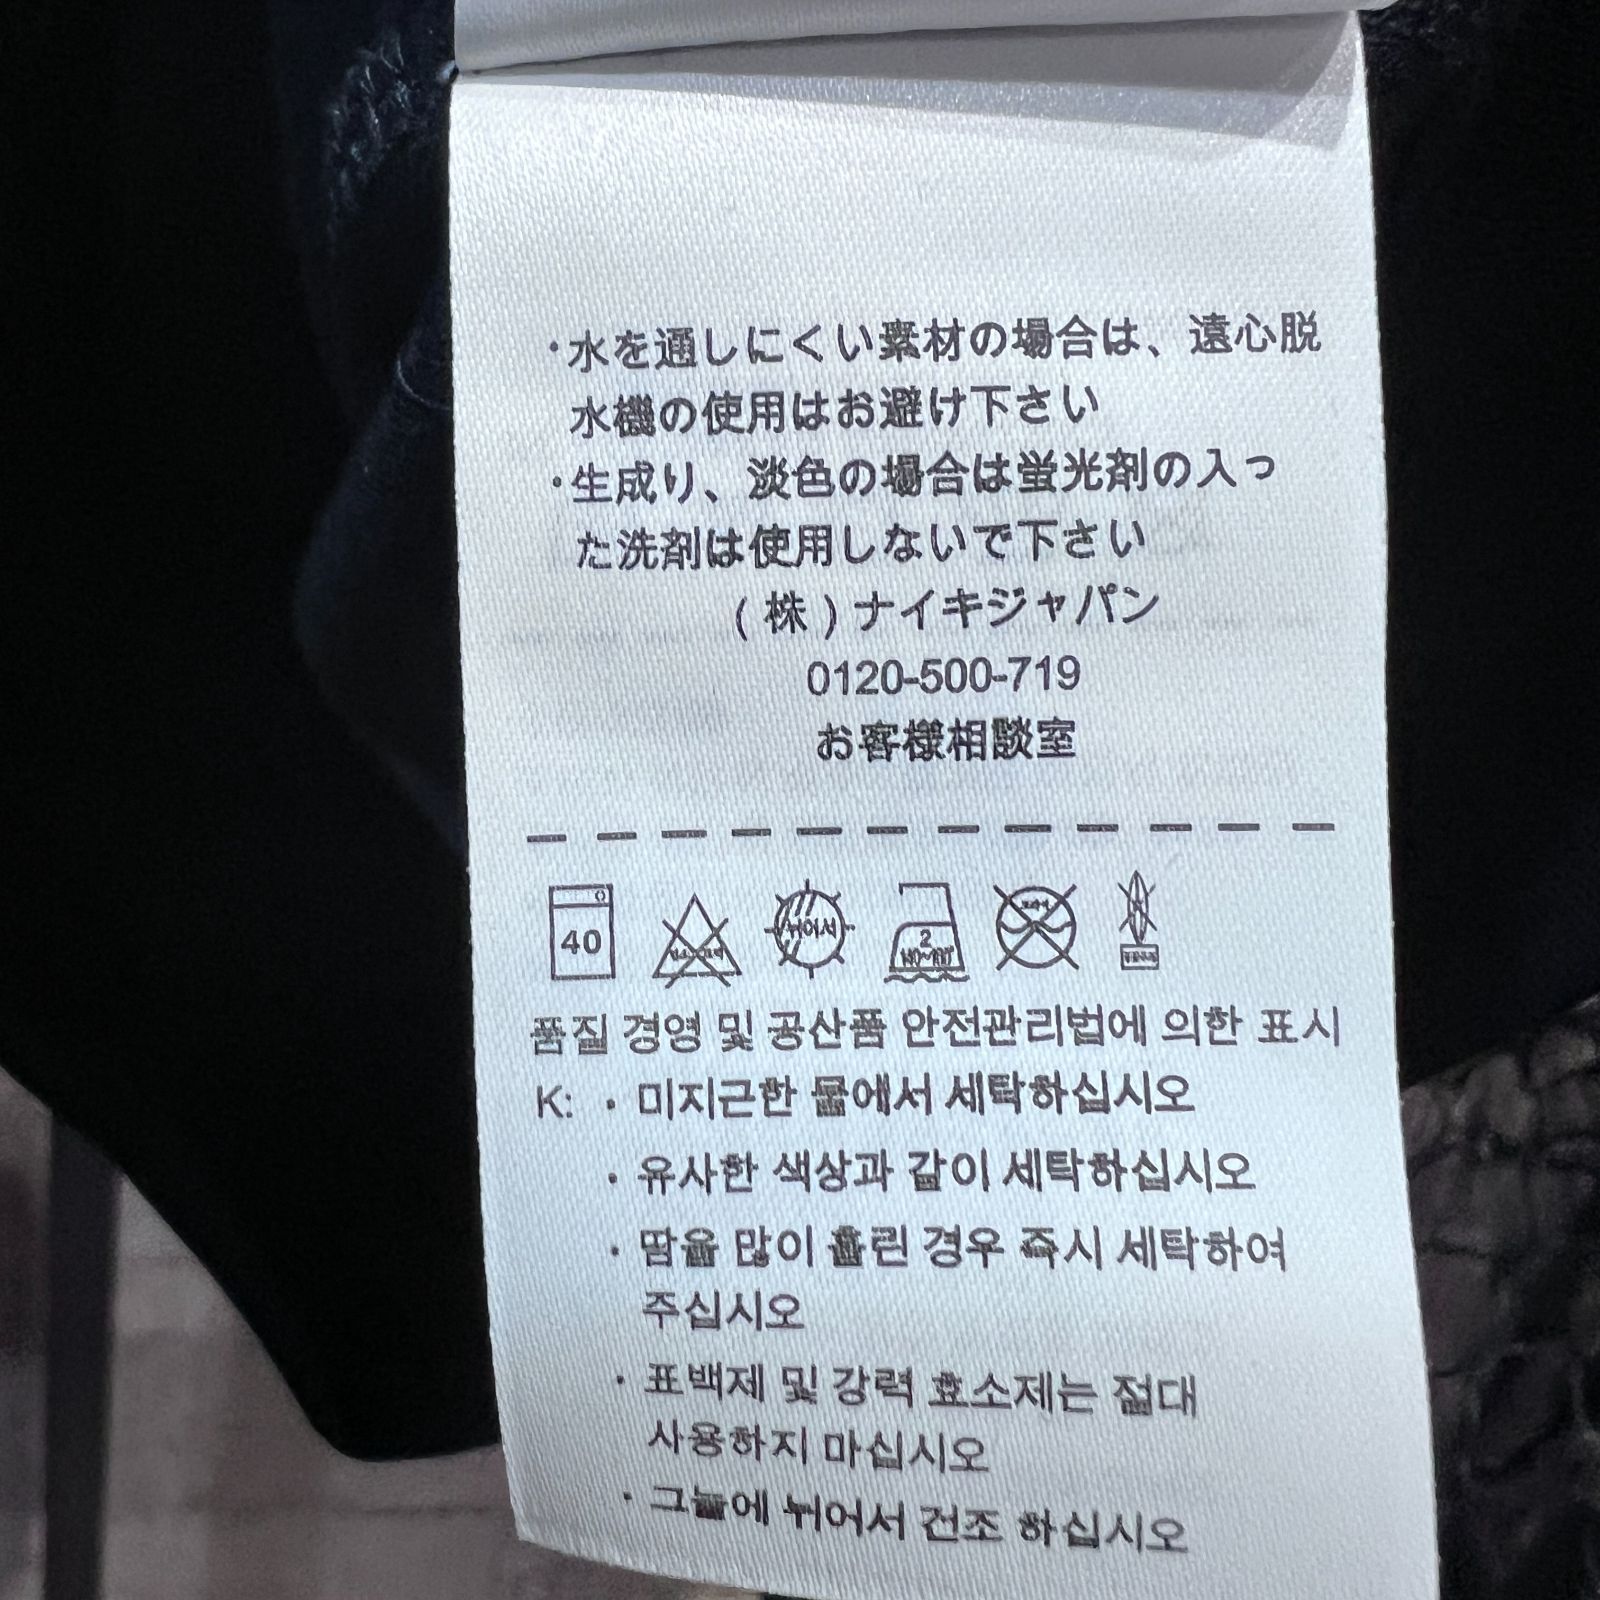 ・水を通しにくい素材の場合は、遠心脱
水機の使用はお避け下さい
・生成り、淡色の場合は蛍光剤の入っ
た洗剤は使用しないで下さい
(株)ナイキジャパン
0120-500-719
お客様相談室
40
뉘어서
2
품질 경영 및 공산품 안전관리법에 의한 표시
K: · 미지근한 물에서 세탁하십시오
· 유사한 색상과 같이 세탁하십시오
· 땀을 많이 흘린 경우 즉시 세탁하여
주십시오
· 표백제 및 강력 효소제는 절대
사용하지 마십시오
· 그늘에 뉘어서 건조 하십시오